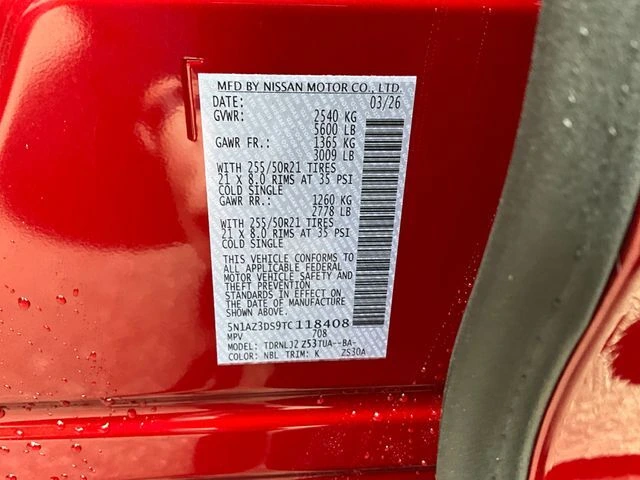 MFD BY NISSAN MOTOR CO., LTD.
DATE: 03/26
GVWR: 2540 KG
5600 LB
GAWR FR.: 1365 KG
3009 LB
WITH 255/50R21 TIRES
21 X 8.0 RIMS AT 35 PSI
COLD SINGLE
GAWR RR.: 1260 KG
2778 LB
WITH 255/50R21 TIRES
21 X 8.0 RIMS AT 35 PSI
COLD SINGLE
THIS VEHICLE CONFORMS TO
ALL APPLICABLE FEDERAL
MOTOR VEHICLE SAFETY AND
THEFT PREVENTION
STANDARDS IN EFFECT ON
THE DATE OF MANUFACTURE
SHOWN ABOVE.
5N1AZ3DS9TC118408
MPV 708
MODEL: TDRNLJ2 Z53TUA--BA-
COLOR: NBL TRIM: K ZS30A